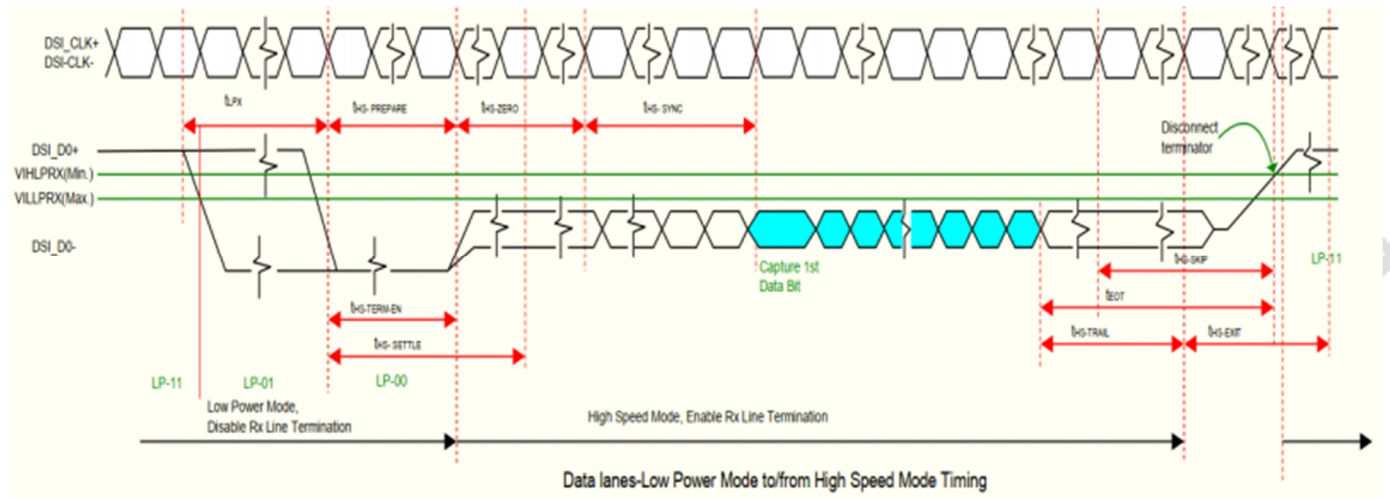 DSI_CLK+
DSI-CLK-
tLPX
tHS- PREPARE
tHS-ZERO
tHS- SYNC
Disconnect
terminator
DSI_D0+
VIHLPRX(Min.)
VILLPRX(Max.)
DSI_D0-
Capture 1st
Data Bit
tHS-SKIP
LP-11
tEOT
tHS-TERM-EN
tHS-TRAIL
tHS-EXIT
tHS- SETTLE
LP-11
LP-01
LP-00
Low Power Mode,
Disable Rx Line Termination
High Speed Mode, Enable Rx Line Termination
Data lanes-Low Power Mode to/from High Speed Mode Timing